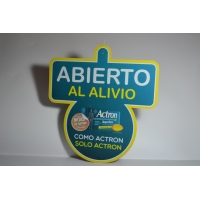 ABIERTO
AL ALIVIO
Actron
COMO ACTRON
SOLO ACTRON